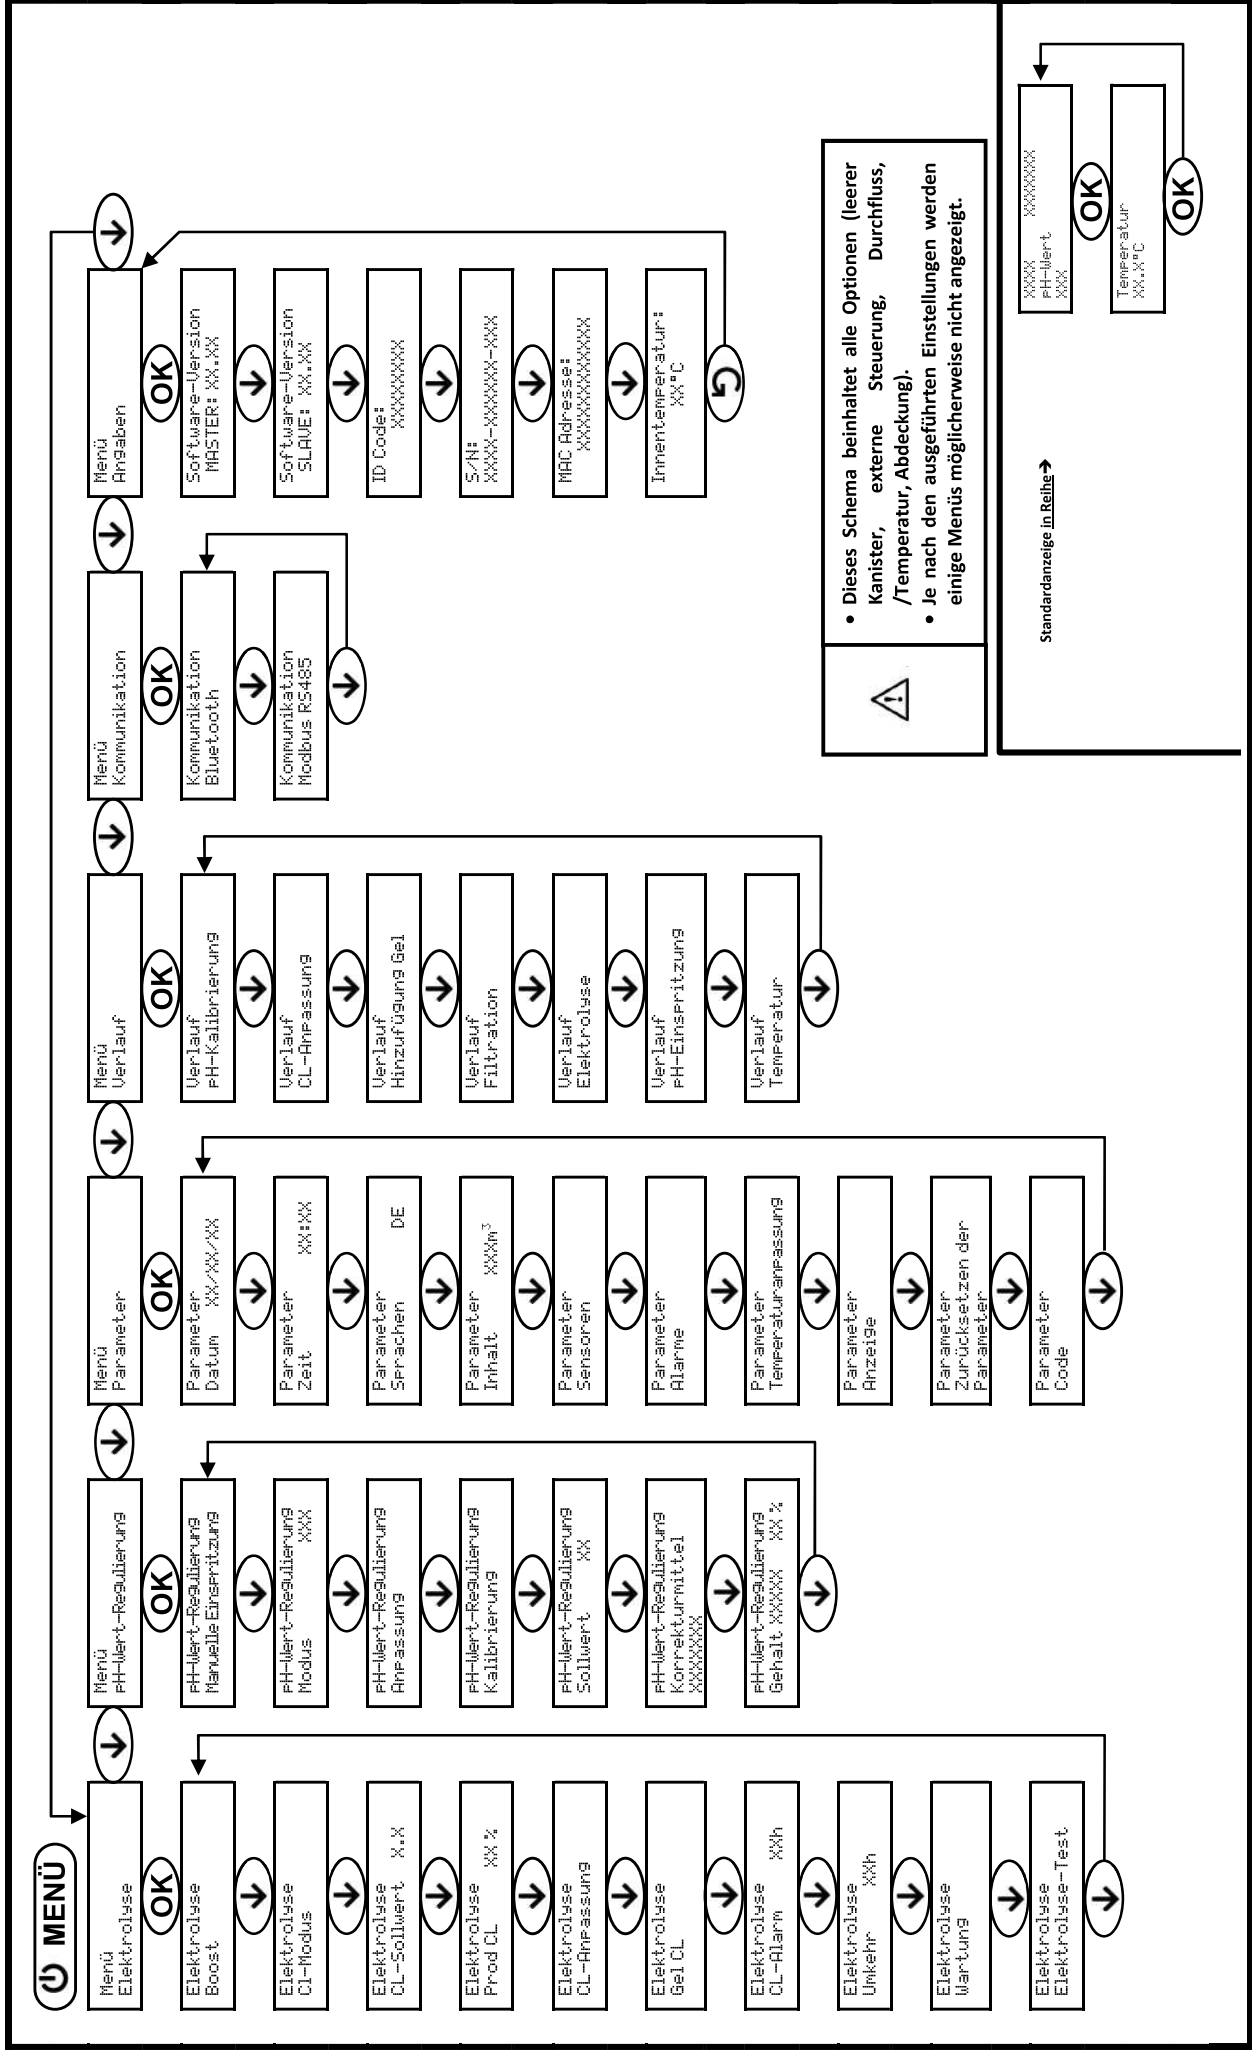 MENÜ
Menü
Elektrolyse
OK
Elektrolyse
Boost
Elektrolyse
Cl-Modus
Elektrolyse
CL-Sollwert X.X
Elektrolyse
Prod CL XX %
Elektrolyse
CL-Anpassung
Elektrolyse
Gel CL
Elektrolyse
CL-Alarm XXh
Elektrolyse
Umkehr XXh
Elektrolyse
Wartung
Elektrolyse
Elektrolyse-Test
Menü
pH-Wert-Regulierung
OK
pH-Wert-Regulierung
Manuelle Einspritzung
pH-Wert-Regulierung
Modus XXX
pH-Wert-Regulierung
Anpassung
pH-Wert-Regulierung
Kalibrierung
pH-Wert-Regulierung
Sollwert XX
pH-Wert-Regulierung
Korrekturmittel
XXXXXXX
pH-Wert-Regulierung
Gehalt XXXXX XX %
Menü
Parameter
OK
Parameter
Datum XX/XX/XX
Parameter
Zeit XX:XX
Parameter
Sprachen DE
Parameter
Inhalt XXXm³
Parameter
Sensoren
Parameter
Alarme
Parameter
Temperaturanpassung
Parameter
Anzeige
Parameter
Zurücksetzen der
Parameter
Parameter
Code
Menü
Verlauf
OK
Verlauf
pH-Kalibrierung
Verlauf
CL-Anpassung
Verlauf
Hinzufügung Gel
Verlauf
Filtration
Verlauf
Elektrolyse
Verlauf
pH-Einspritzung
Verlauf
Temperatur
Menü
Kommunikation
OK
Kommunikation
Bluetooth
Kommunikation
Modbus RS485
Menü
Angaben
OK
Software-Version
MASTER: XX.XX
Software-Version
SLAVE: XX.XX
ID Code:
XXXXXXXX
S/N:
XXXX-XXXXXX-XXX
MAC Adresse:
XXXXXXXXXXXX
Innentemperatur:
XX°C
• Dieses Schema beinhaltet alle Optionen (leerer
Kanister, externe Steuerung, Durchfluss,
/Temperatur, Abdeckung).
• Je nach den ausgeführten Einstellungen werden
einige Menüs möglicherweise nicht angezeigt.
Standardanzeige in Reihe➔
XXXX XXXXXXX
pH-Wert
XXX
OK
Temperatur
XX.X°C
OK